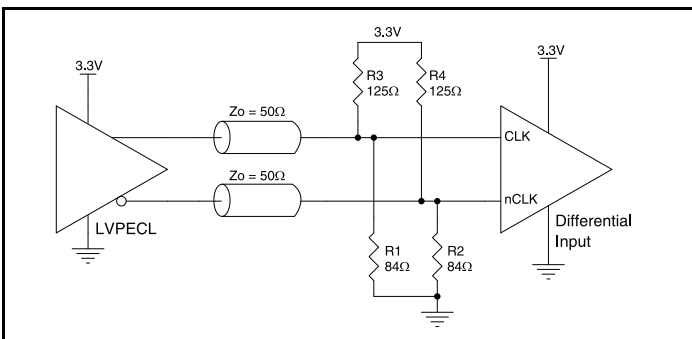 3.3V
3.3V
3.3V
R3
125Ω
R4
125Ω
Zo = 50Ω
CLK
Zo = 50Ω
nCLK
LVPECL
Differential
Input
R1
84Ω
R2
84Ω